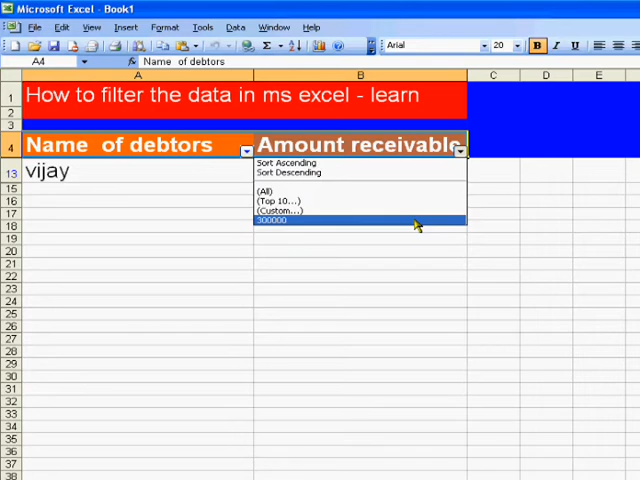 Microsoft Excel - Book1
File Edit View Insert Format Tools Data Window Help
Σ Arial 20 B I U
A4 fx Name of debtors
A B C D E
1 How to filter the data in ms excel - learn
2
3
4 Name of debtors Amount receivable
13 vijay
Sort Ascending
Sort Descending
(All)
(Top 10...)
(Custom...)
300000
15
16
17
18
19
20
21
22
23
24
25
26
27
28
29
30
31
32
33
34
35
36
37
38